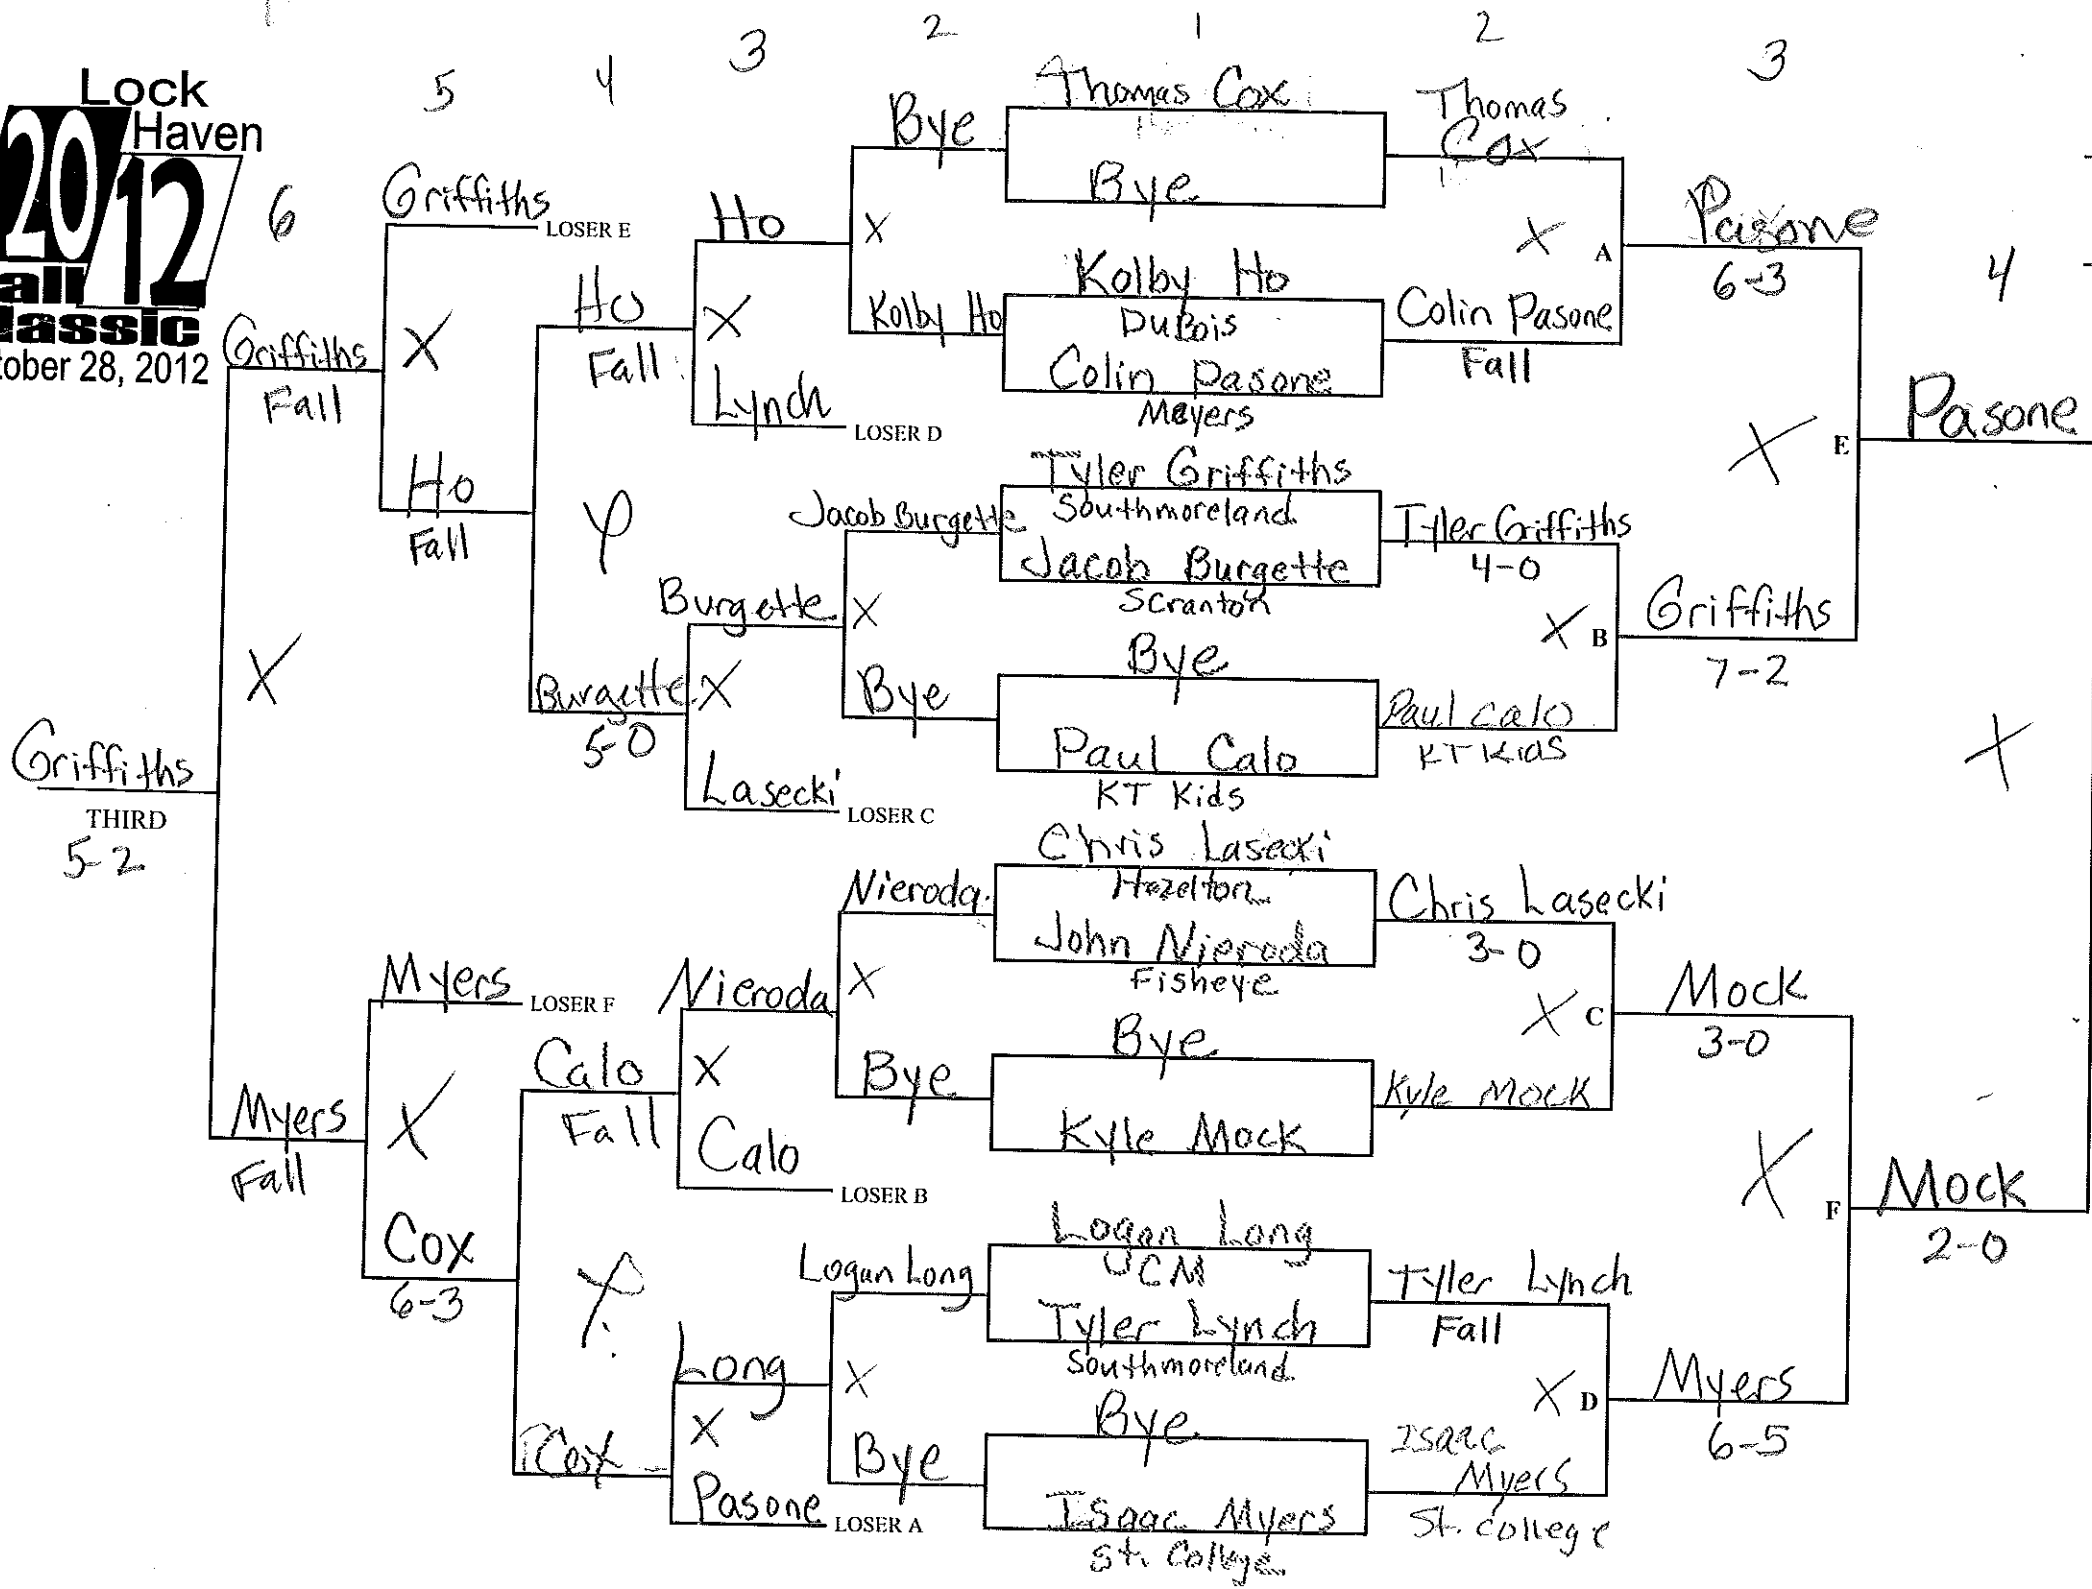 2
1
2
3
3
4
5
6
4
Lock
Haven
2012
all
lassic
tober 28, 2012
Griffiths
LOSER E
X
Griffiths
Fall
Ho
Fall
X
Griffiths
THIRD
5-2
Myers
LOSER F
X
Myers
Fall
Cox
6-3
Ho
Fall
Burgette
5-0
Calo
Fall
Cox
Ho
X
Lynch
LOSER D
Burgette
X
Lasecki
LOSER C
Nieroda
X
Calo
LOSER B
Long
X
Pasone
LOSER A
Bye
X
Kolby Ho
Jacob Burgette
X
Bye
Nieroda
X
Bye
Logan Long
X
Bye
Thomas Cox
Bye
Kolby Ho
DuBois
Colin Pasone
Meyers
Tyler Griffiths
Southmoreland
Jacob Burgette
Scranton
Bye
Paul Calo
KT Kids
Chris Lasecki
Hazelton
John Nieroda
Fisheye
Bye
Kyle Mock
Logan Long
UCM
Tyler Lynch
Southmoreland
Bye
Isaac Myers
St. College
Thomas
Cox
X A
Colin Pasone
Fall
Tyler Griffiths
4-0
X B
Paul Calo
KT Kids
Chris Lasecki
3-0
X C
Kyle Mock
Tyler Lynch
Fall
X D
Isaac
Myers
St. College
Pasone
6-3
X E
Griffiths
7-2
Mock
3-0
X F
Myers
6-5
Pasone
X
Mock
2-0